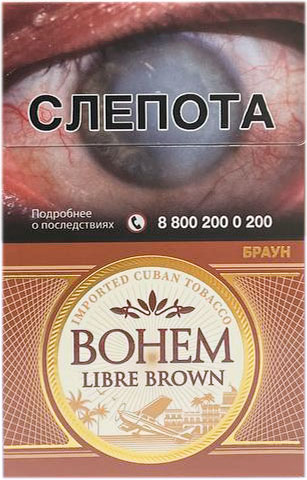 СЛЕПОТА
Подробнее
о последствиях
8 800 200 0 200
БРАУН
IMPORTED CUBAN TOBACCO
BOHEM
LIBRE BROWN